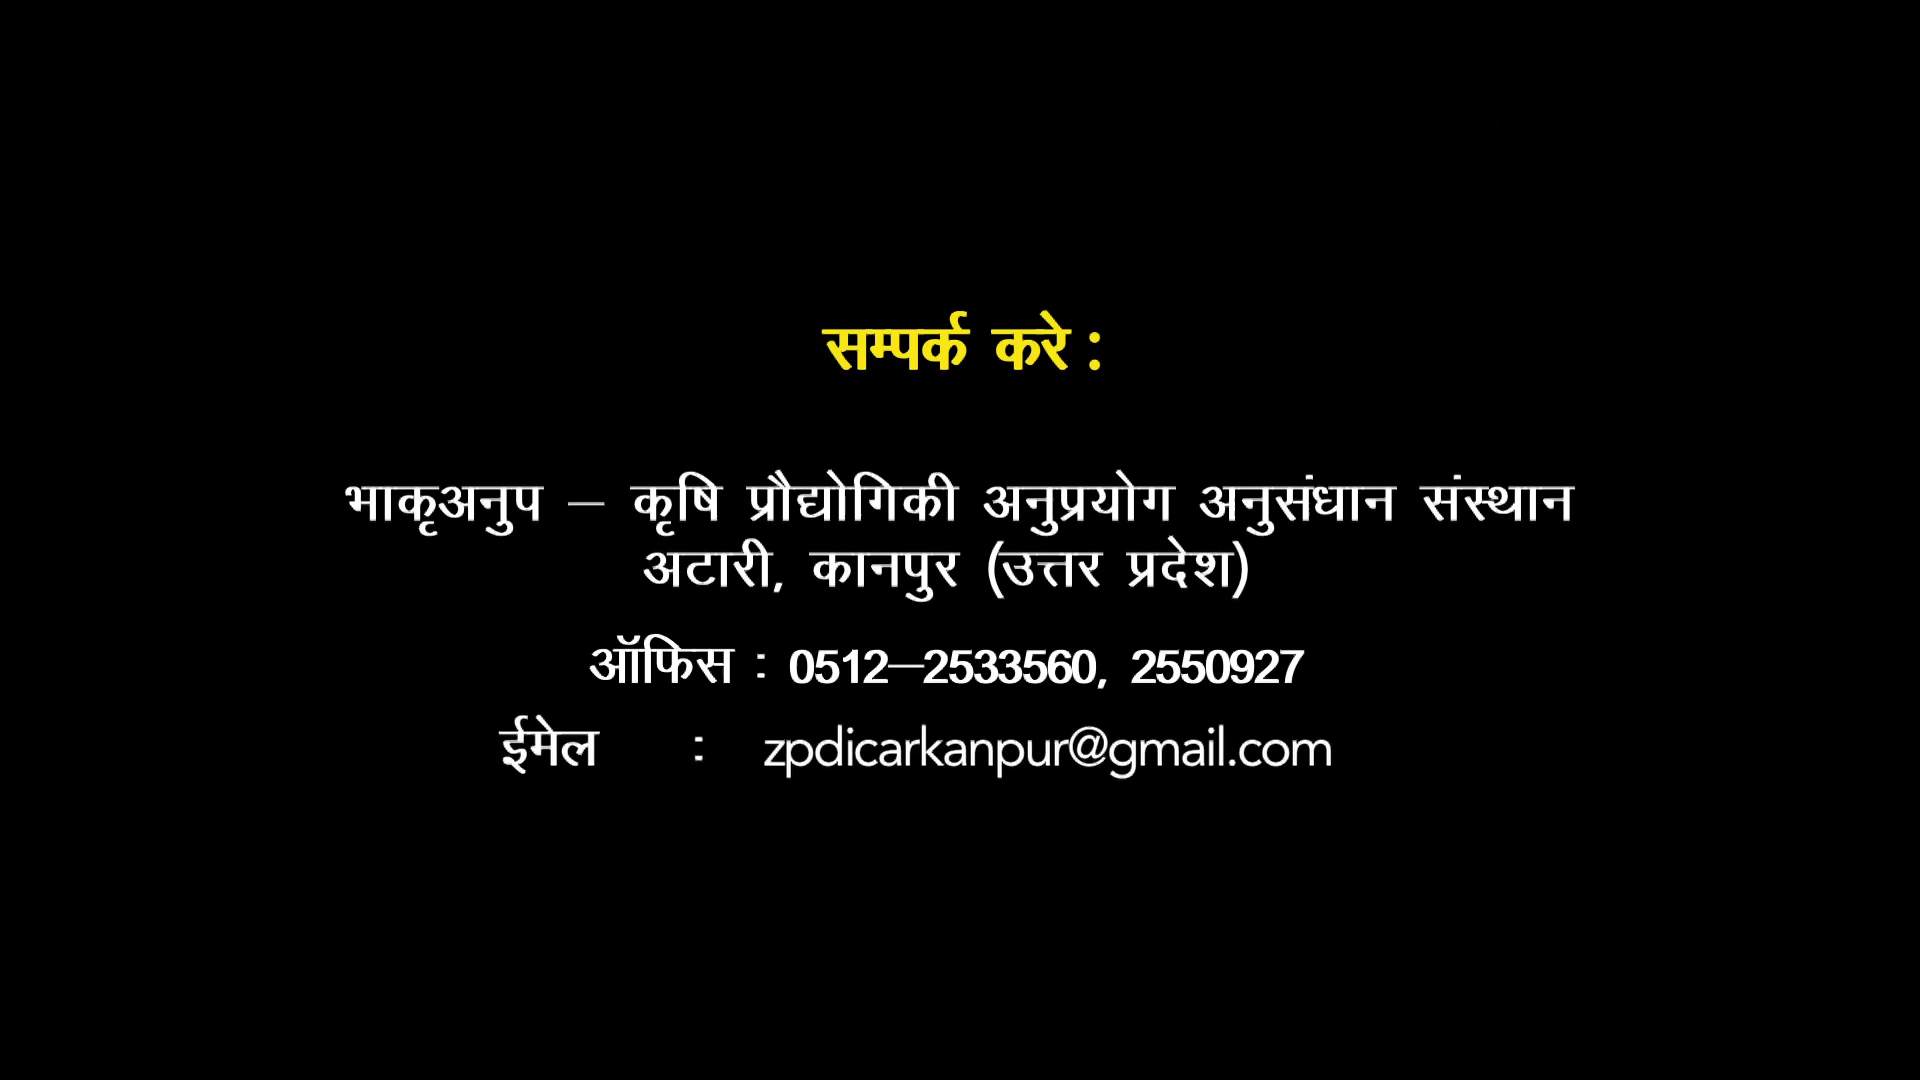 सम्पर्क करे :
भाकृअनुप – कृषि प्रौद्योगिकी अनुप्रयोग अनुसंधान संस्थान
अटारी, कानपुर (उत्तर प्रदेश)
ऑफिस : 0512–2533560, 2550927
ईमेल : zpdicarkanpur@gmail.com